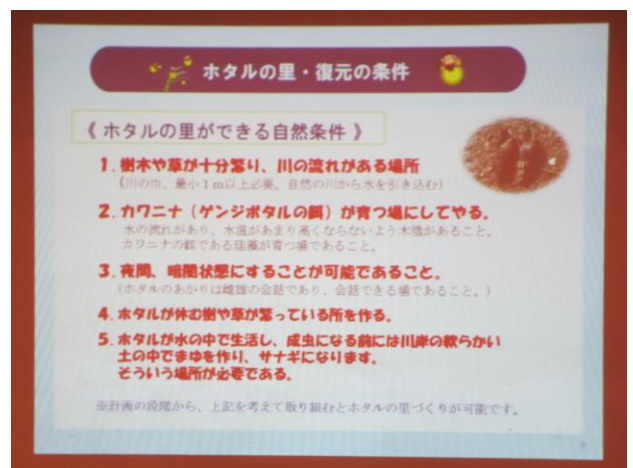 ホタルの里・復元の条件
《 ホタルの里ができる自然条件 》
1. 樹木や草が十分繁り、川の流れがある場所
（川の巾、最小1m以上必要。自然の川から水を引き込む）
2. カワニナ（ゲンジボタルの餌）が育つ場にしてやる。
水の流れがあり、水温があまり高くならないよう木陰があること。
カワニナの餌である珪藻が育つ場であること。
3. 夜間、暗闇状態にすることが可能であること。
（ホタルのあかりは雌雄の会話であり、会話できる場であること。）
4. ホタルが休む樹や草が繁っている所を作る。
5. ホタルが水の中で生活し、成虫になる前には川岸の軟らかい
土の中でまゆを作り、サナギになります。
そういう場所が必要である。
※計画の段階から、上記を考えて取り組むとホタルの里づくりが可能です。